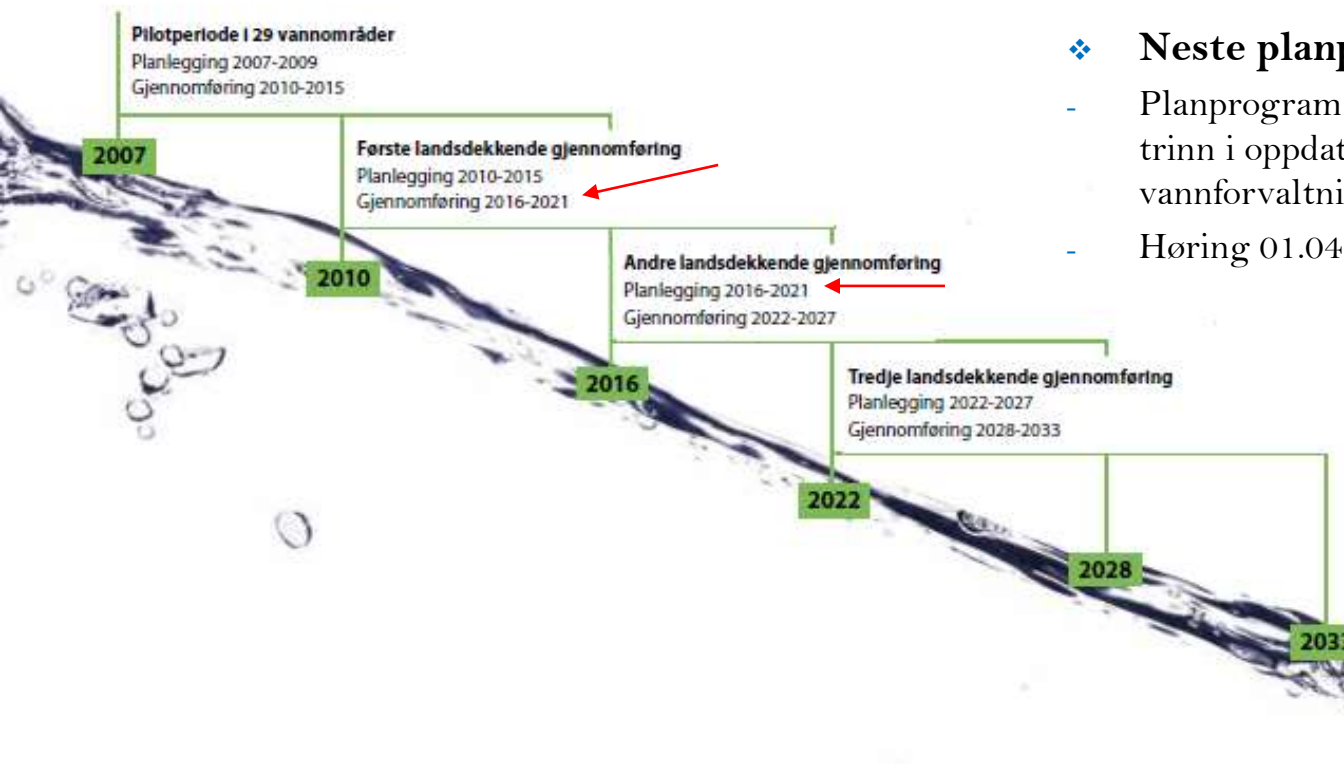 Pilotperiode i 29 vannområder
Planlegging 2007-2009
Gjennomføring 2010-2015
2007
Første landsdekkende gjennomføring
Planlegging 2010-2015
Gjennomføring 2016-2021
2010
Andre landsdekkende gjennomføring
Planlegging 2016-2021
Gjennomføring 2022-2027
2016
Tredje landsdekkende gjennomføring
Planlegging 2022-2027
Gjennomføring 2028-2033
2022
2028
❖ Neste
- Planprogram
trinn i
- Høring 01.04